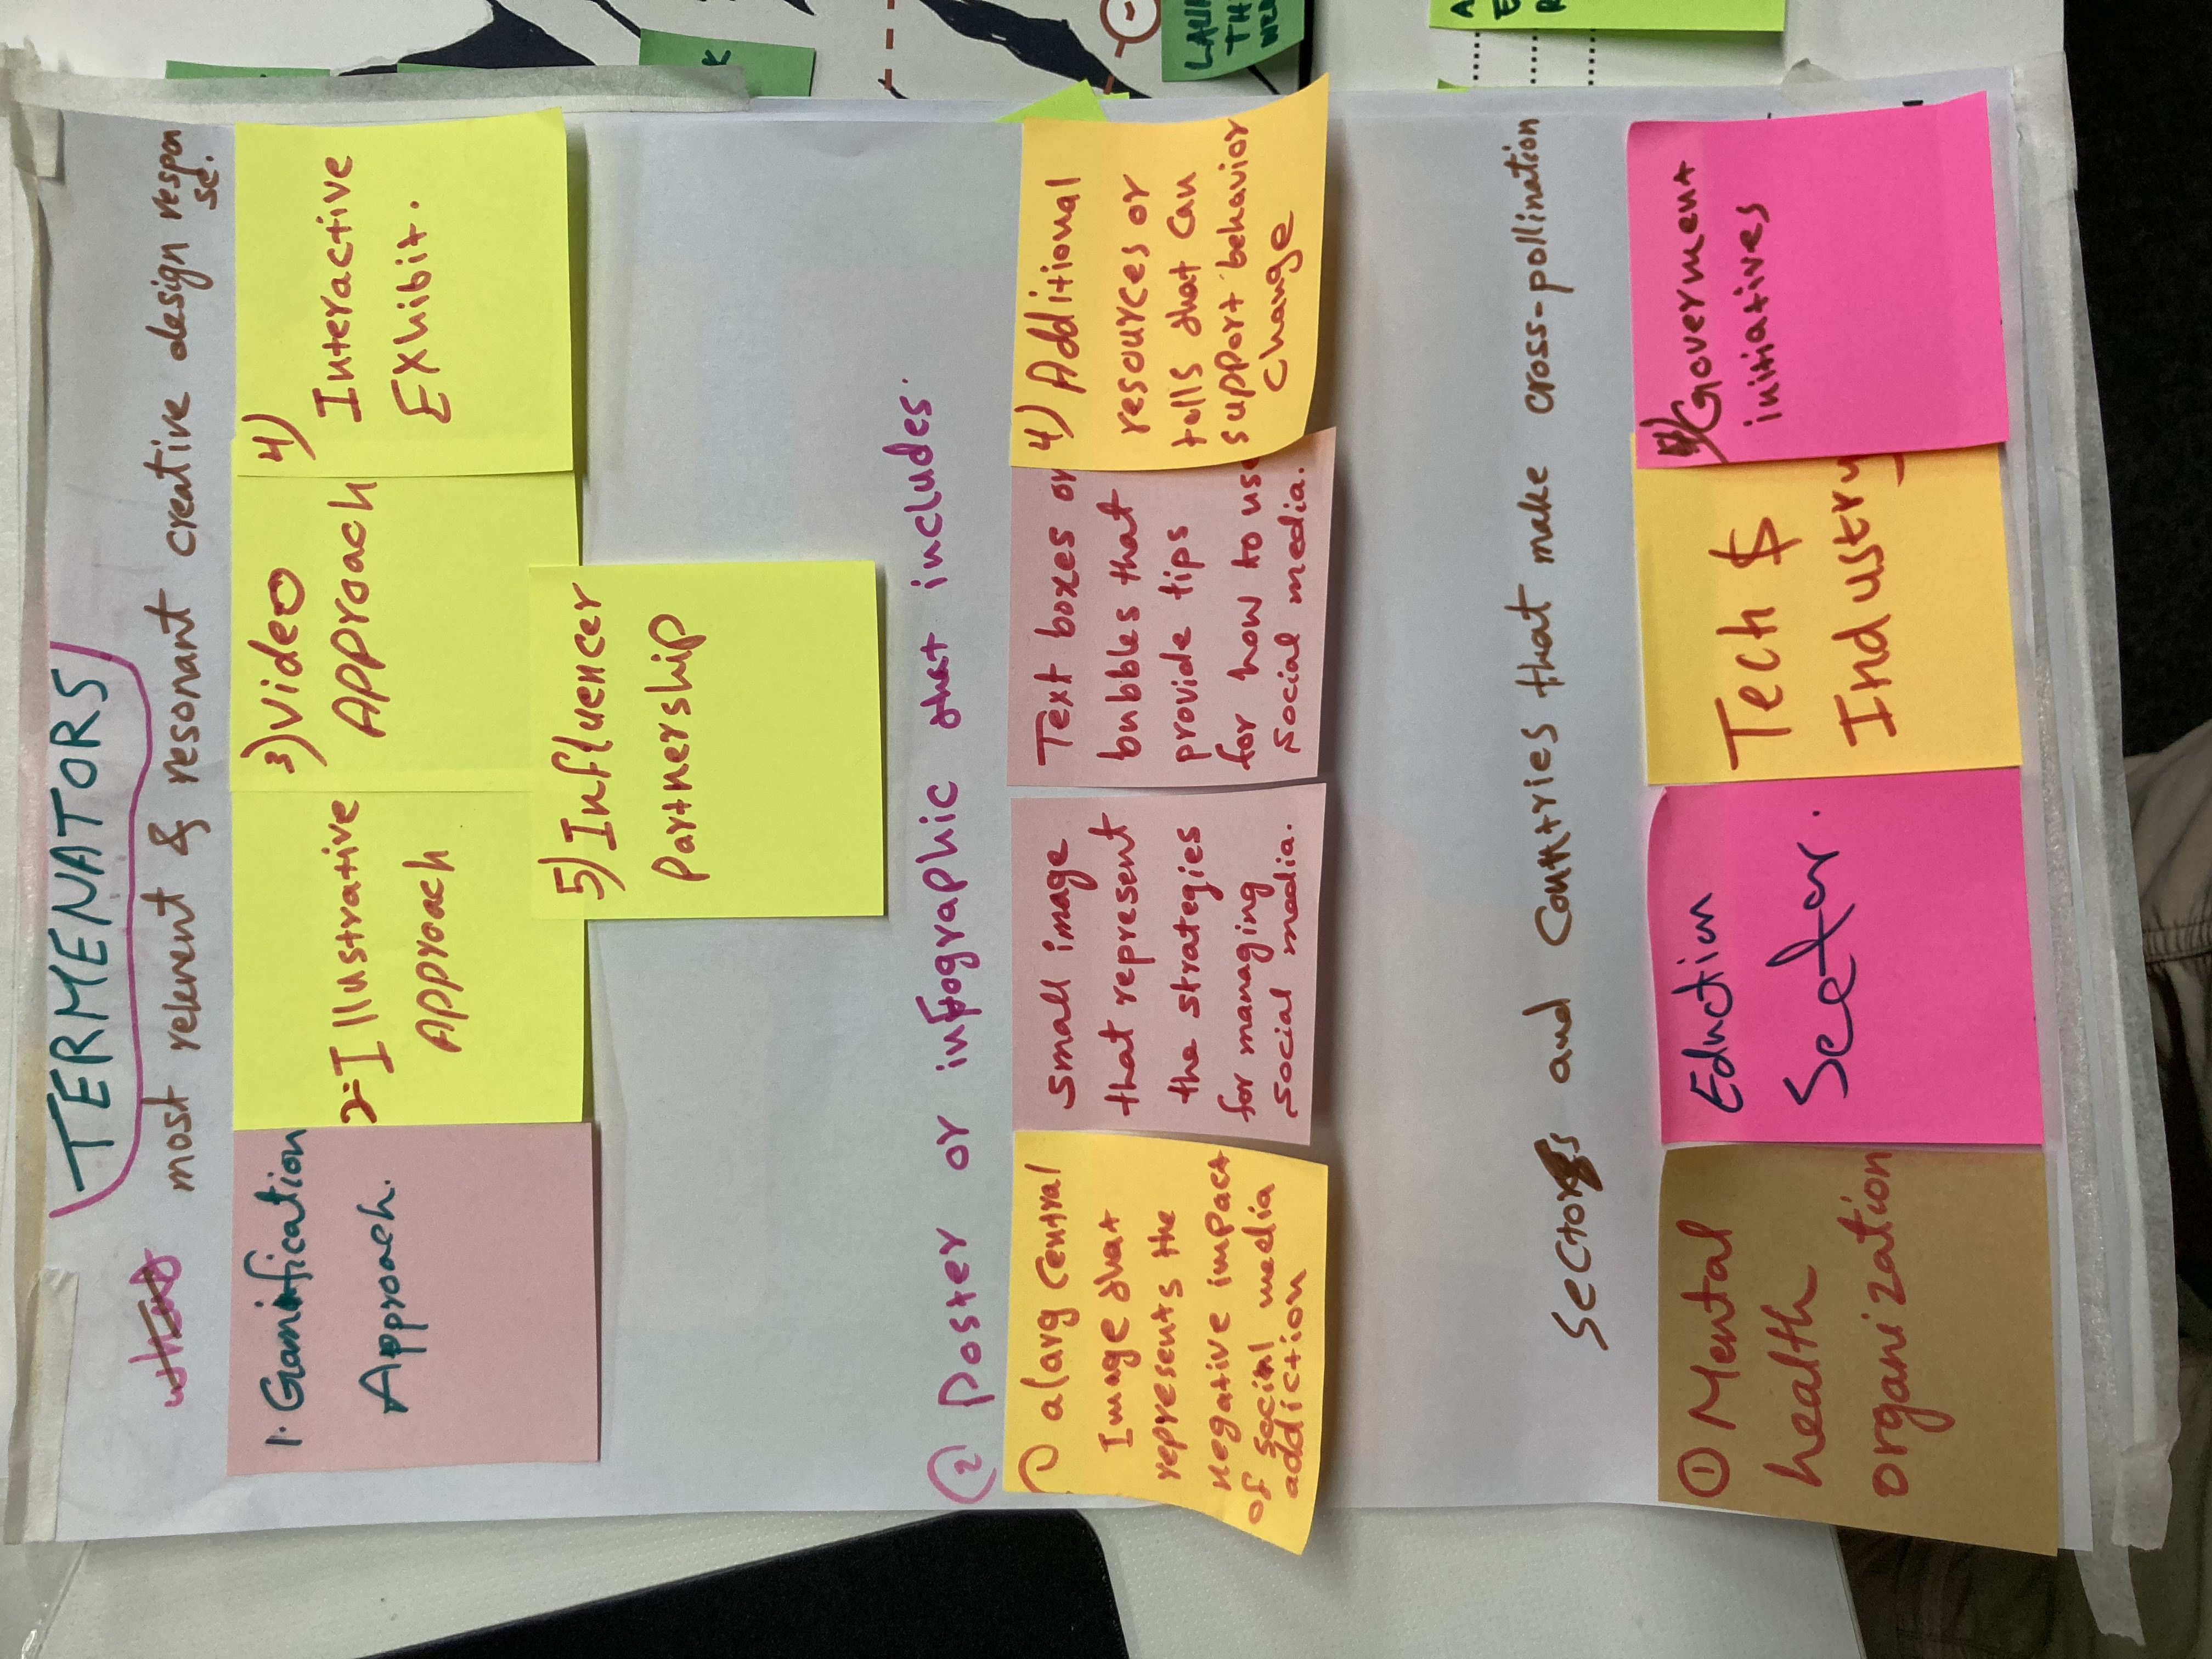 TERMENATORS
what most relevent & resonant creative design respon
se.
1. Gamification
Approach.
2- Illustrative
Approach
3) Video
Approach
4)
Interactive
Exhibit.
5) Influencer
Partnership
2 Poster or infographic that includes.
1 a larg central
Image that
represents the
negative impact
of social media
addiction
small image
that represent
the strategies
for managing
social media.
Text boxes or
bubbles that
provide tips
for how to use
social media.
4) Additional
resources or
tolls that can
support behavior
change
sectors and countries that make cross-pollination
1 Mental
health
organization
Eduction
Sector.
Tech $
Industry
4) Goverment
initiatives
K
LAU
TH
A
E
R